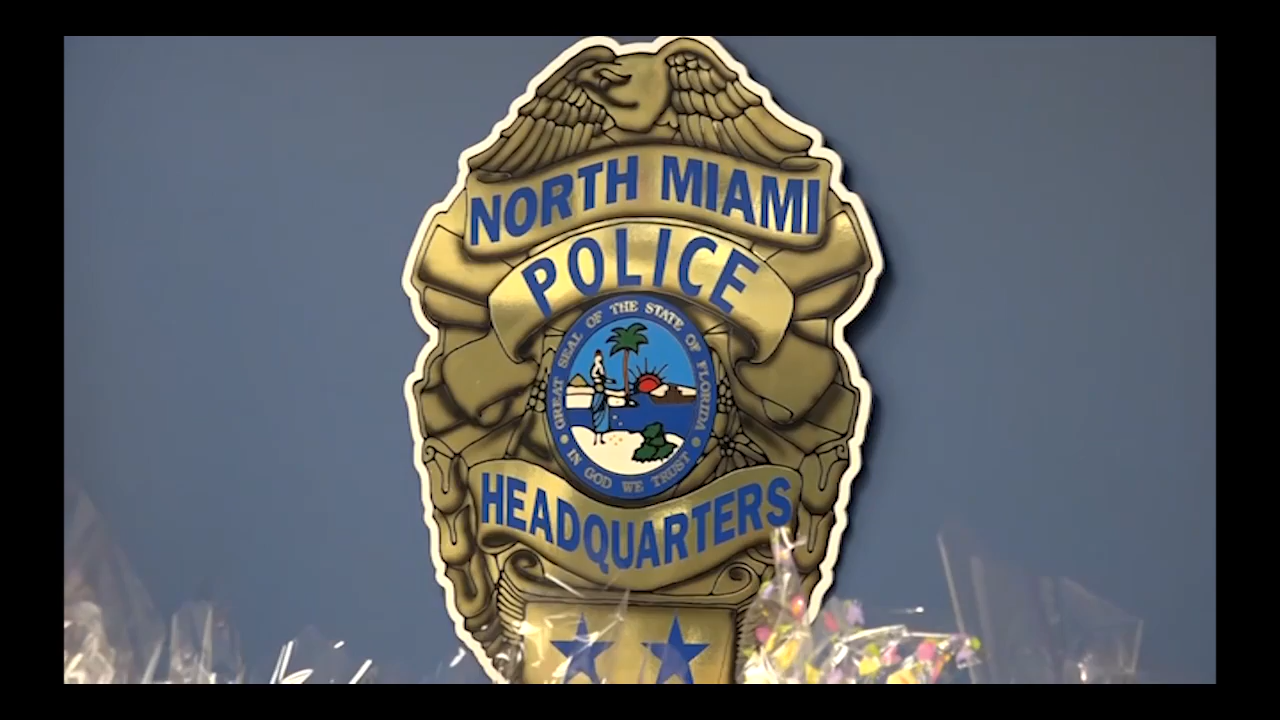 NORTH MIAMI
POLICE
GREAT SEAL OF THE STATE OF FLORIDA
IN GOD WE TRUST
HEADQUARTERS